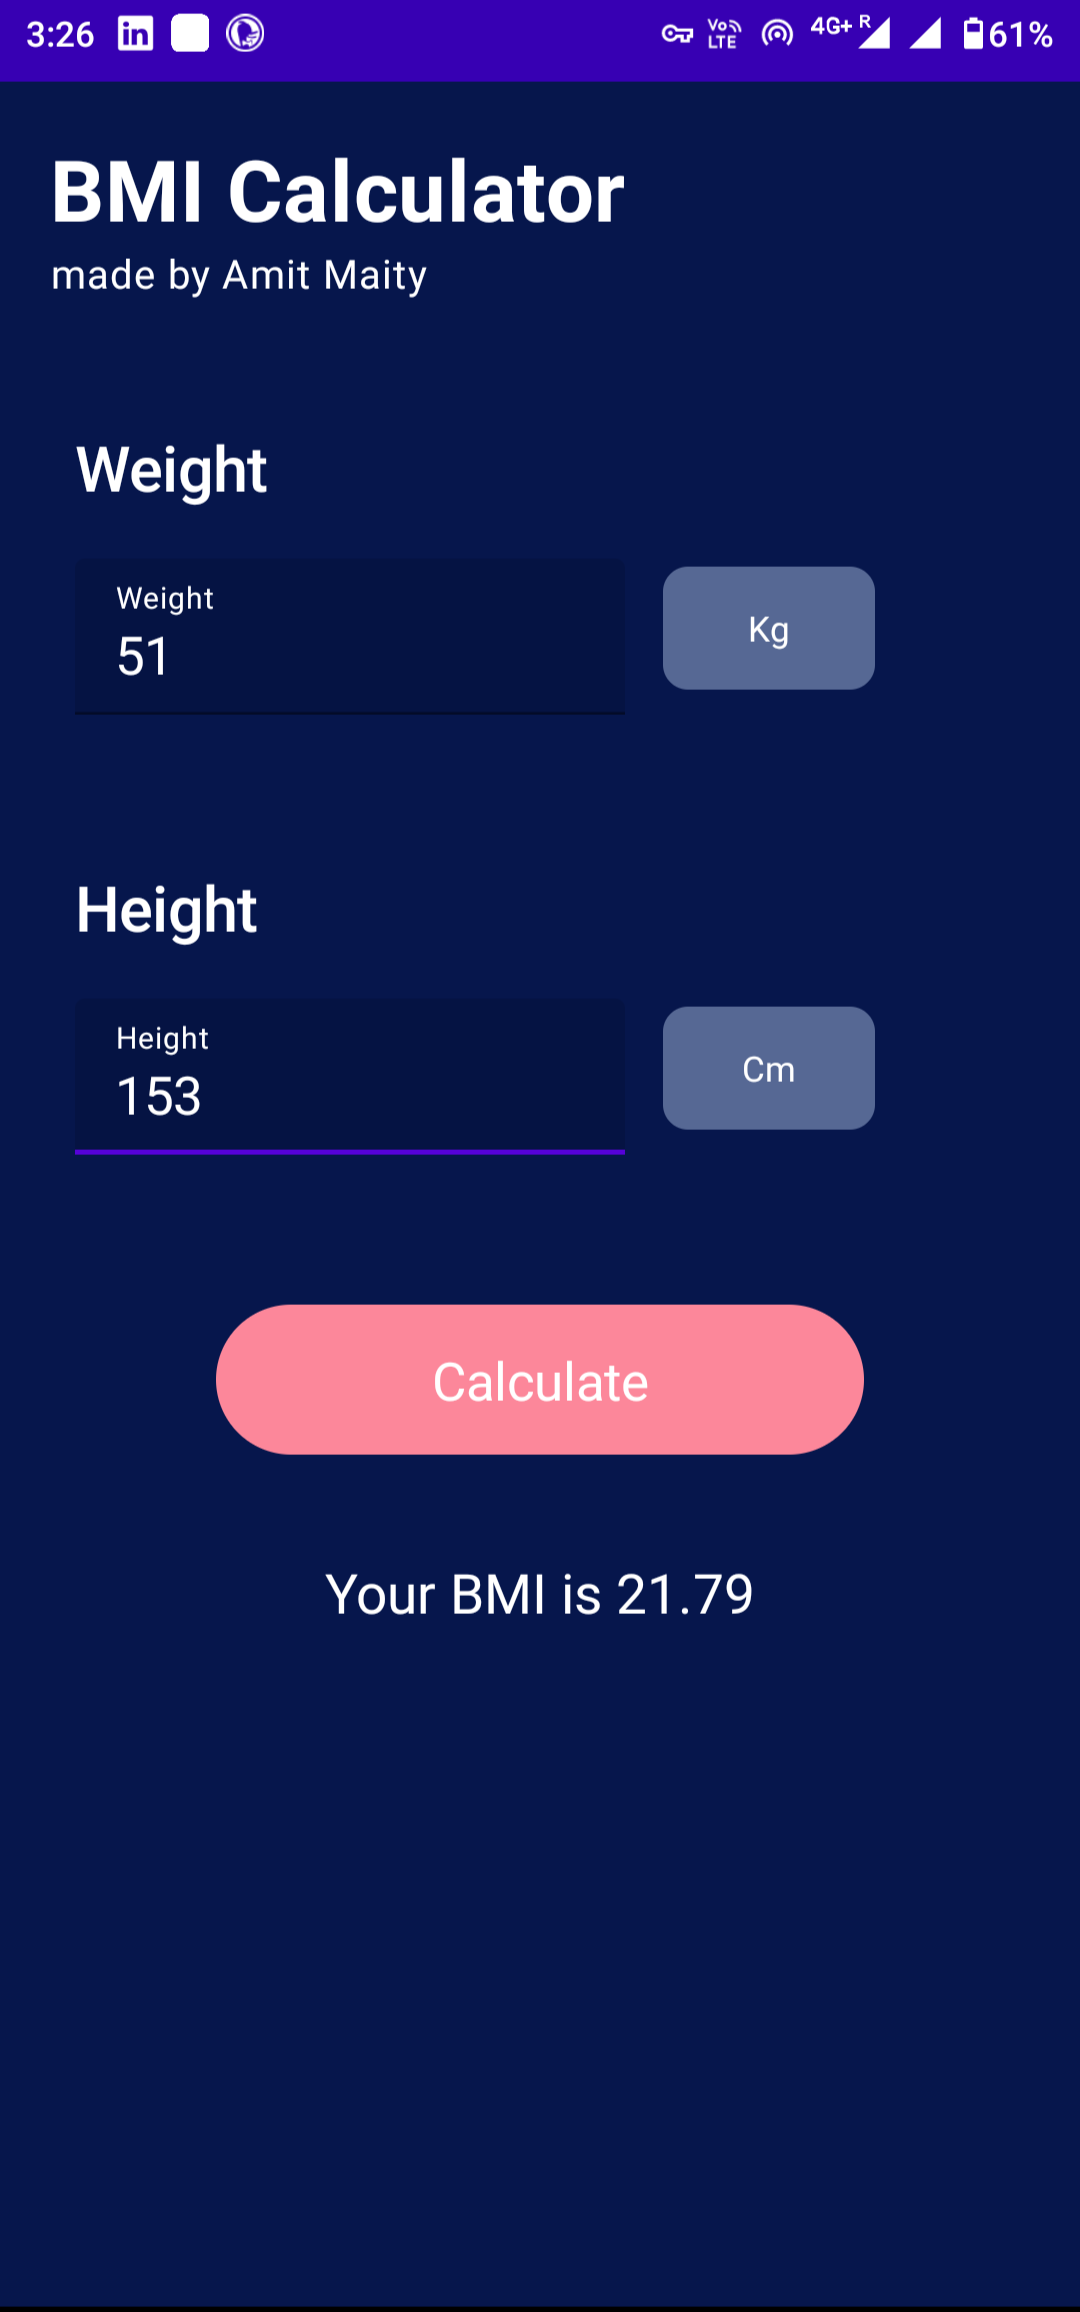 3:26 in Vo LTE 4G+ R 61%
BMI Calculator
made by Amit Maity
Weight
Weight
51
Kg
Height
Height
153
Cm
Calculate
Your BMI is 21.79